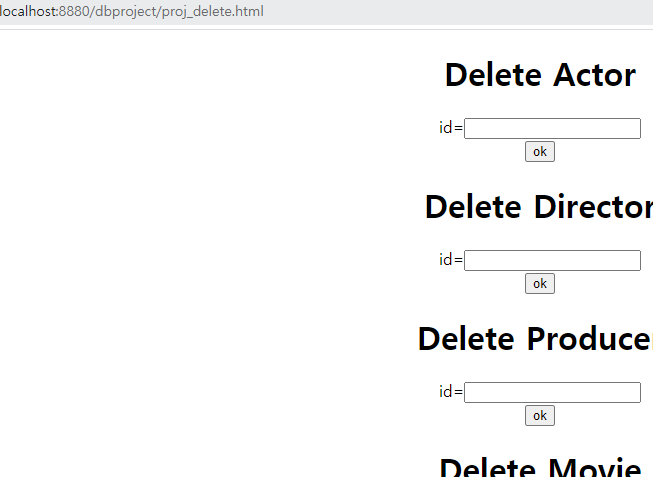 localhost:8880/dbproject/proj_delete.html
Delete Actor
id=
ok
Delete Director
id=
ok
Delete Producer
id=
ok
Delete Movie